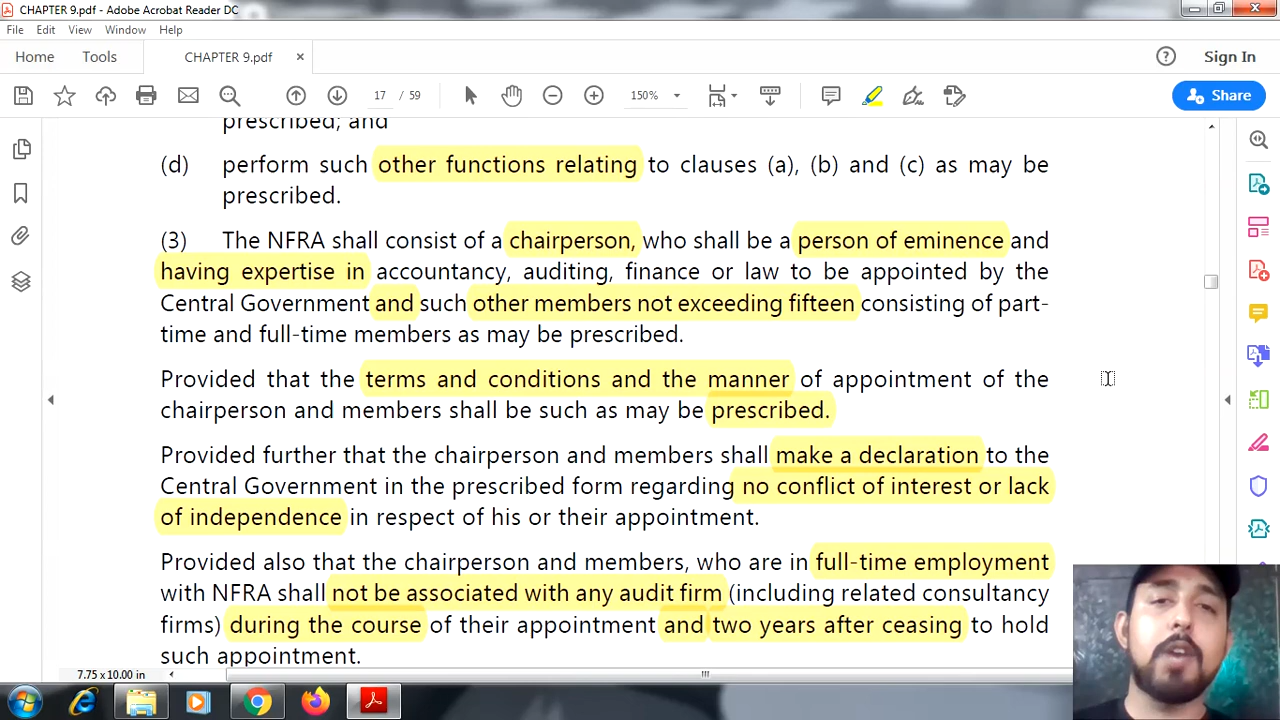 CHAPTER 9.pdf - Adobe Acrobat Reader DC
File Edit View Window Help
Home Tools CHAPTER 9.pdf × Sign In
17 / 59 150% Share
prescribed; and
(d) perform such other functions relating to clauses (a), (b) and (c) as may be
prescribed.
(3) The NFRA shall consist of a chairperson, who shall be a person of eminence and
having expertise in accountancy, auditing, finance or law to be appointed by the
Central Government and such other members not exceeding fifteen consisting of part-
time and full-time members as may be prescribed.
Provided that the terms and conditions and the manner of appointment of the
chairperson and members shall be such as may be prescribed.
Provided further that the chairperson and members shall make a declaration to the
Central Government in the prescribed form regarding no conflict of interest or lack
of independence in respect of his or their appointment.
Provided also that the chairperson and members, who are in full-time employment
with NFRA shall not be associated with any audit firm (including related consultancy
firms) during the course of their appointment and two years after ceasing to hold
such appointment.
7.75 x 10.00 in